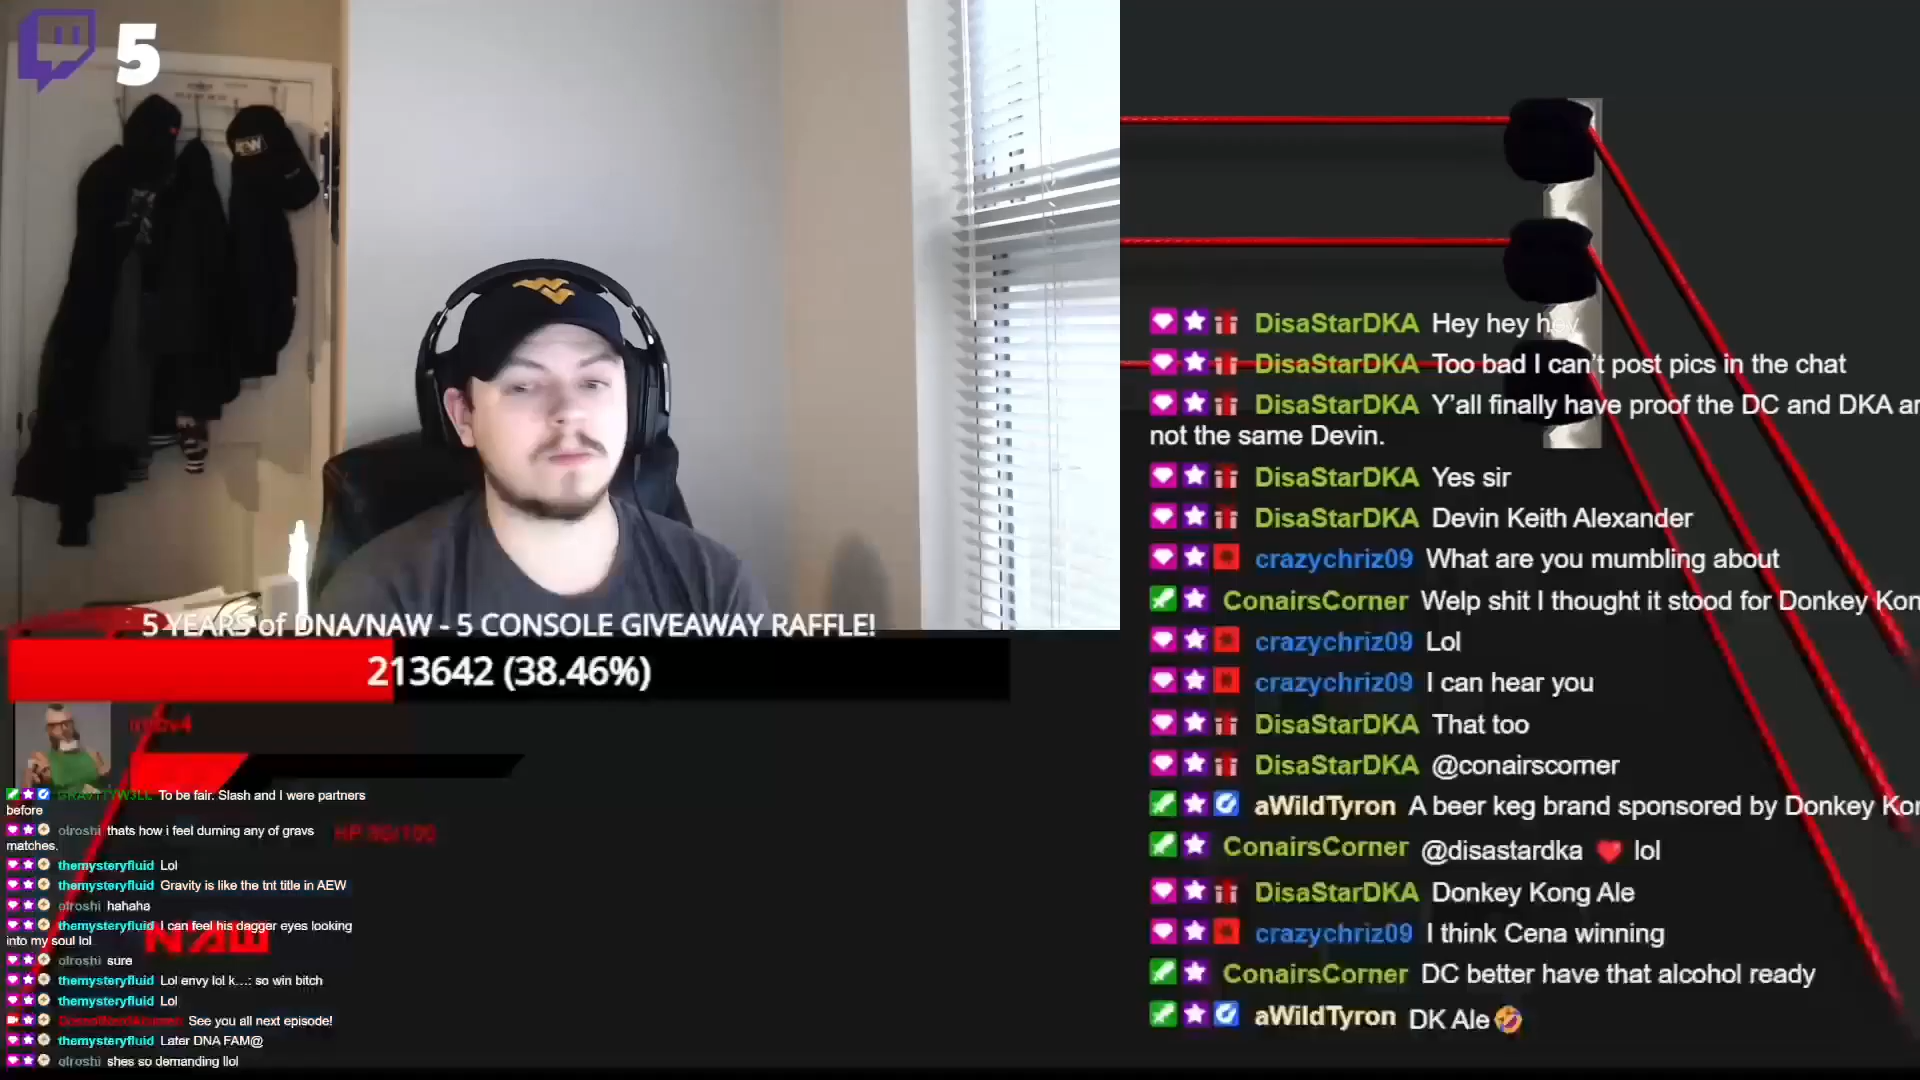 5
AEW
5 YEARS of DNA/NAW - 5 CONSOLE GIVEAWAY RAFFLE!
213642 (38.46%)
HP:
/100
To be fair. Slash and I were partners
before
olroshi thats how i feel durning any of gravs
matches.
themysteryfluid Lol
themysteryfluid Gravity is like the tnt title in AEW
olroshi hahaha
themysteryfluid I can feel his dagger eyes looking
into my soul lol
NAW
olroshi sure
themysteryfluid Lol envy lol k...: so win bitch
themysteryfluid Lol
See you all next episode!
themysteryfluid Later DNA FAM@
olroshi shes so demanding llol
DisaStarDKA Hey hey hey
DisaStarDKA Too bad I can't post pics in the chat
DisaStarDKA Y'all finally have proof the DC and DKA ar
not the same Devin.
DisaStarDKA Yes sir
DisaStarDKA Devin Keith Alexander
crazychriz09 What are you mumbling about
ConairsCorner Welp shit I thought it stood for Donkey Kon
crazychriz09 Lol
crazychriz09 I can hear you
DisaStarDKA That too
DisaStarDKA @conairscorner
aWildTyron A beer keg brand sponsored by Donkey Kon
ConairsCorner @disastardka ❤️ lol
DisaStarDKA Donkey Kong Ale
crazychriz09 I think Cena winning
ConairsCorner DC better have that alcohol ready
aWildTyron DK Ale🤣